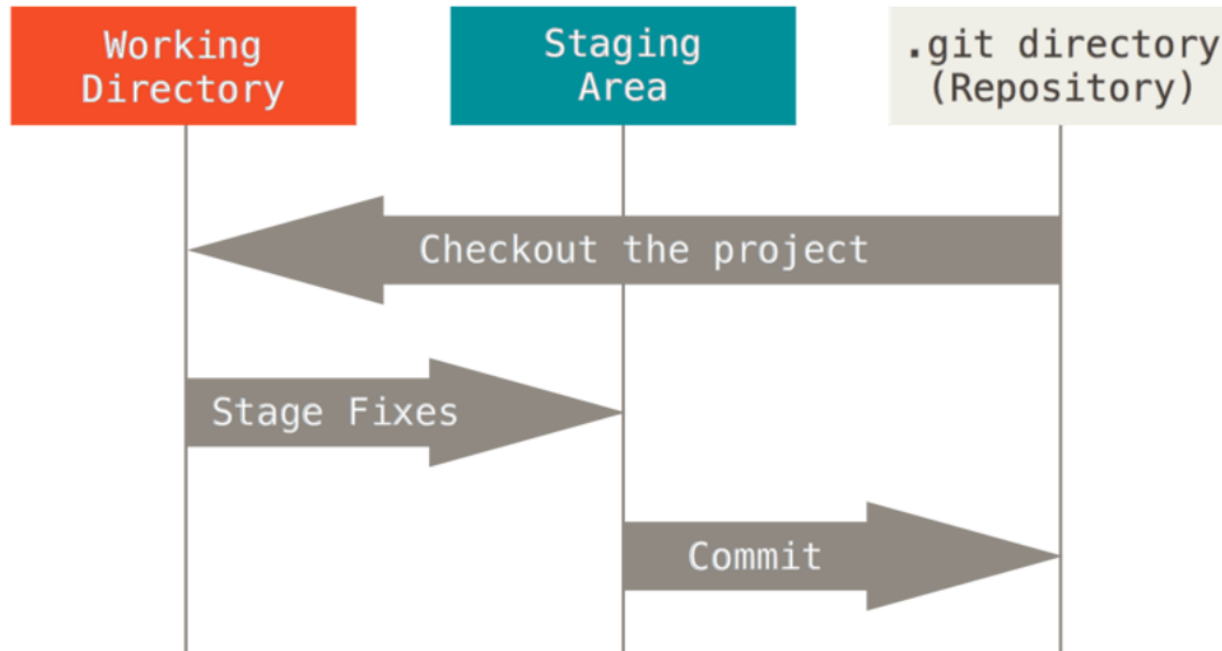 Working
Directory
Staging
Area
.git directory
(Repository)
Checkout the project
Stage Fixes
Commit